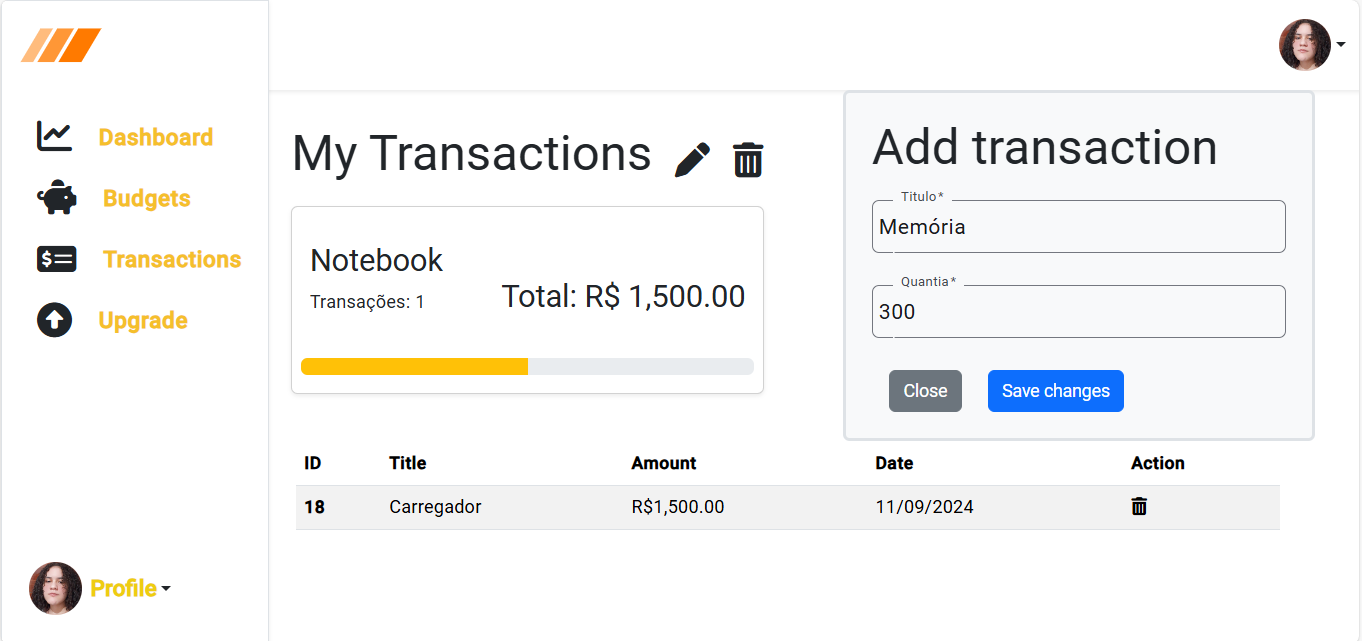 Dashboard
Budgets
Transactions
Upgrade
Profile
My Transactions
Notebook
Transações: 1
Total: R$ 1,500.00
Add transaction
Titulo*
Memória
Quantia*
300
Close
Save changes
ID Title Amount Date Action
18 Carregador R$1,500.00 11/09/2024